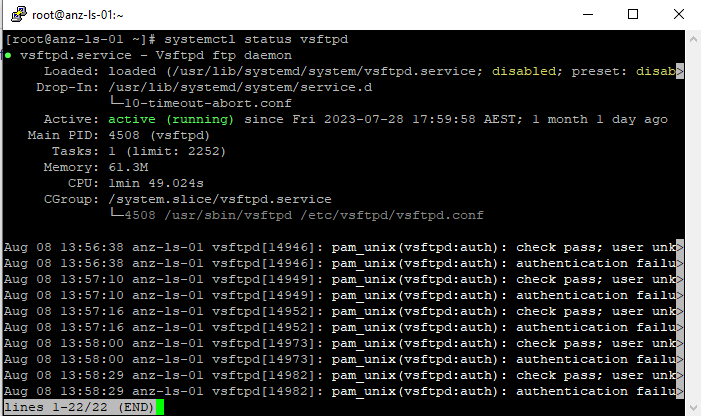 root@anz-ls-01:~
[root@anz-ls-01 ~]# systemctl status vsftpd
● vsftpd.service - Vsftpd ftp daemon
     Loaded: loaded (/usr/lib/systemd/system/vsftpd.service; disabled; preset: disab>
    Drop-In: /usr/lib/systemd/system/service.d
             └─10-timeout-abort.conf
     Active: active (running) since Fri 2023-07-28 17:59:58 AEST; 1 month 1 day ago
   Main PID: 4508 (vsftpd)
      Tasks: 1 (limit: 2252)
     Memory: 61.3M
        CPU: 1min 49.024s
     CGroup: /system.slice/vsftpd.service
             └─4508 /usr/sbin/vsftpd /etc/vsftpd/vsftpd.conf
Aug 08 13:56:38 anz-ls-01 vsftpd[14946]: pam_unix(vsftpd:auth): check pass; user unk>
Aug 08 13:56:38 anz-ls-01 vsftpd[14946]: pam_unix(vsftpd:auth): authentication failu>
Aug 08 13:57:10 anz-ls-01 vsftpd[14949]: pam_unix(vsftpd:auth): check pass; user unk>
Aug 08 13:57:10 anz-ls-01 vsftpd[14949]: pam_unix(vsftpd:auth): authentication failu>
Aug 08 13:57:16 anz-ls-01 vsftpd[14952]: pam_unix(vsftpd:auth): check pass; user unk>
Aug 08 13:57:16 anz-ls-01 vsftpd[14952]: pam_unix(vsftpd:auth): authentication failu>
Aug 08 13:58:00 anz-ls-01 vsftpd[14973]: pam_unix(vsftpd:auth): check pass; user unk>
Aug 08 13:58:00 anz-ls-01 vsftpd[14973]: pam_unix(vsftpd:auth): authentication failu>
Aug 08 13:58:29 anz-ls-01 vsftpd[14982]: pam_unix(vsftpd:auth): check pass; user unk>
Aug 08 13:58:29 anz-ls-01 vsftpd[14982]: pam_unix(vsftpd:auth): authentication failu>
lines 1-22/22 (END)